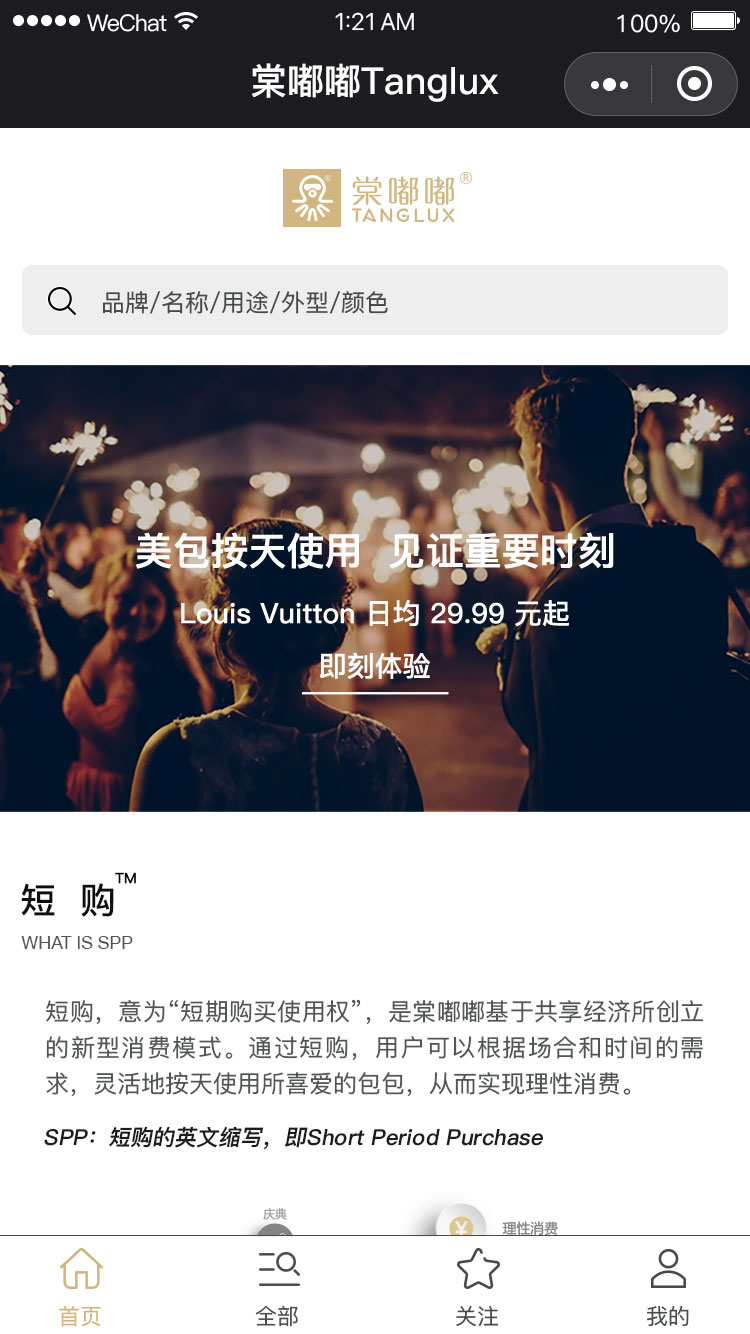 WeChat 1:21 AM 100%
棠嘟嘟Tanglux
棠嘟嘟®
TANGLUX
品牌/名称/用途/外型/颜色
美包按天使用 见证重要时刻
Louis Vuitton 日均 29.99 元起
即刻体验
短 购™
WHAT IS SPP
短购，意为“短期购买使用权”，是棠嘟嘟基于共享经济所创立
的新型消费模式。通过短购，用户可以根据场合和时间的需
求，灵活地按天使用所喜爱的包包，从而实现理性消费。
SPP：短购的英文缩写，即Short Period Purchase
庆典
¥ 理性消费
首页 全部 关注 我的